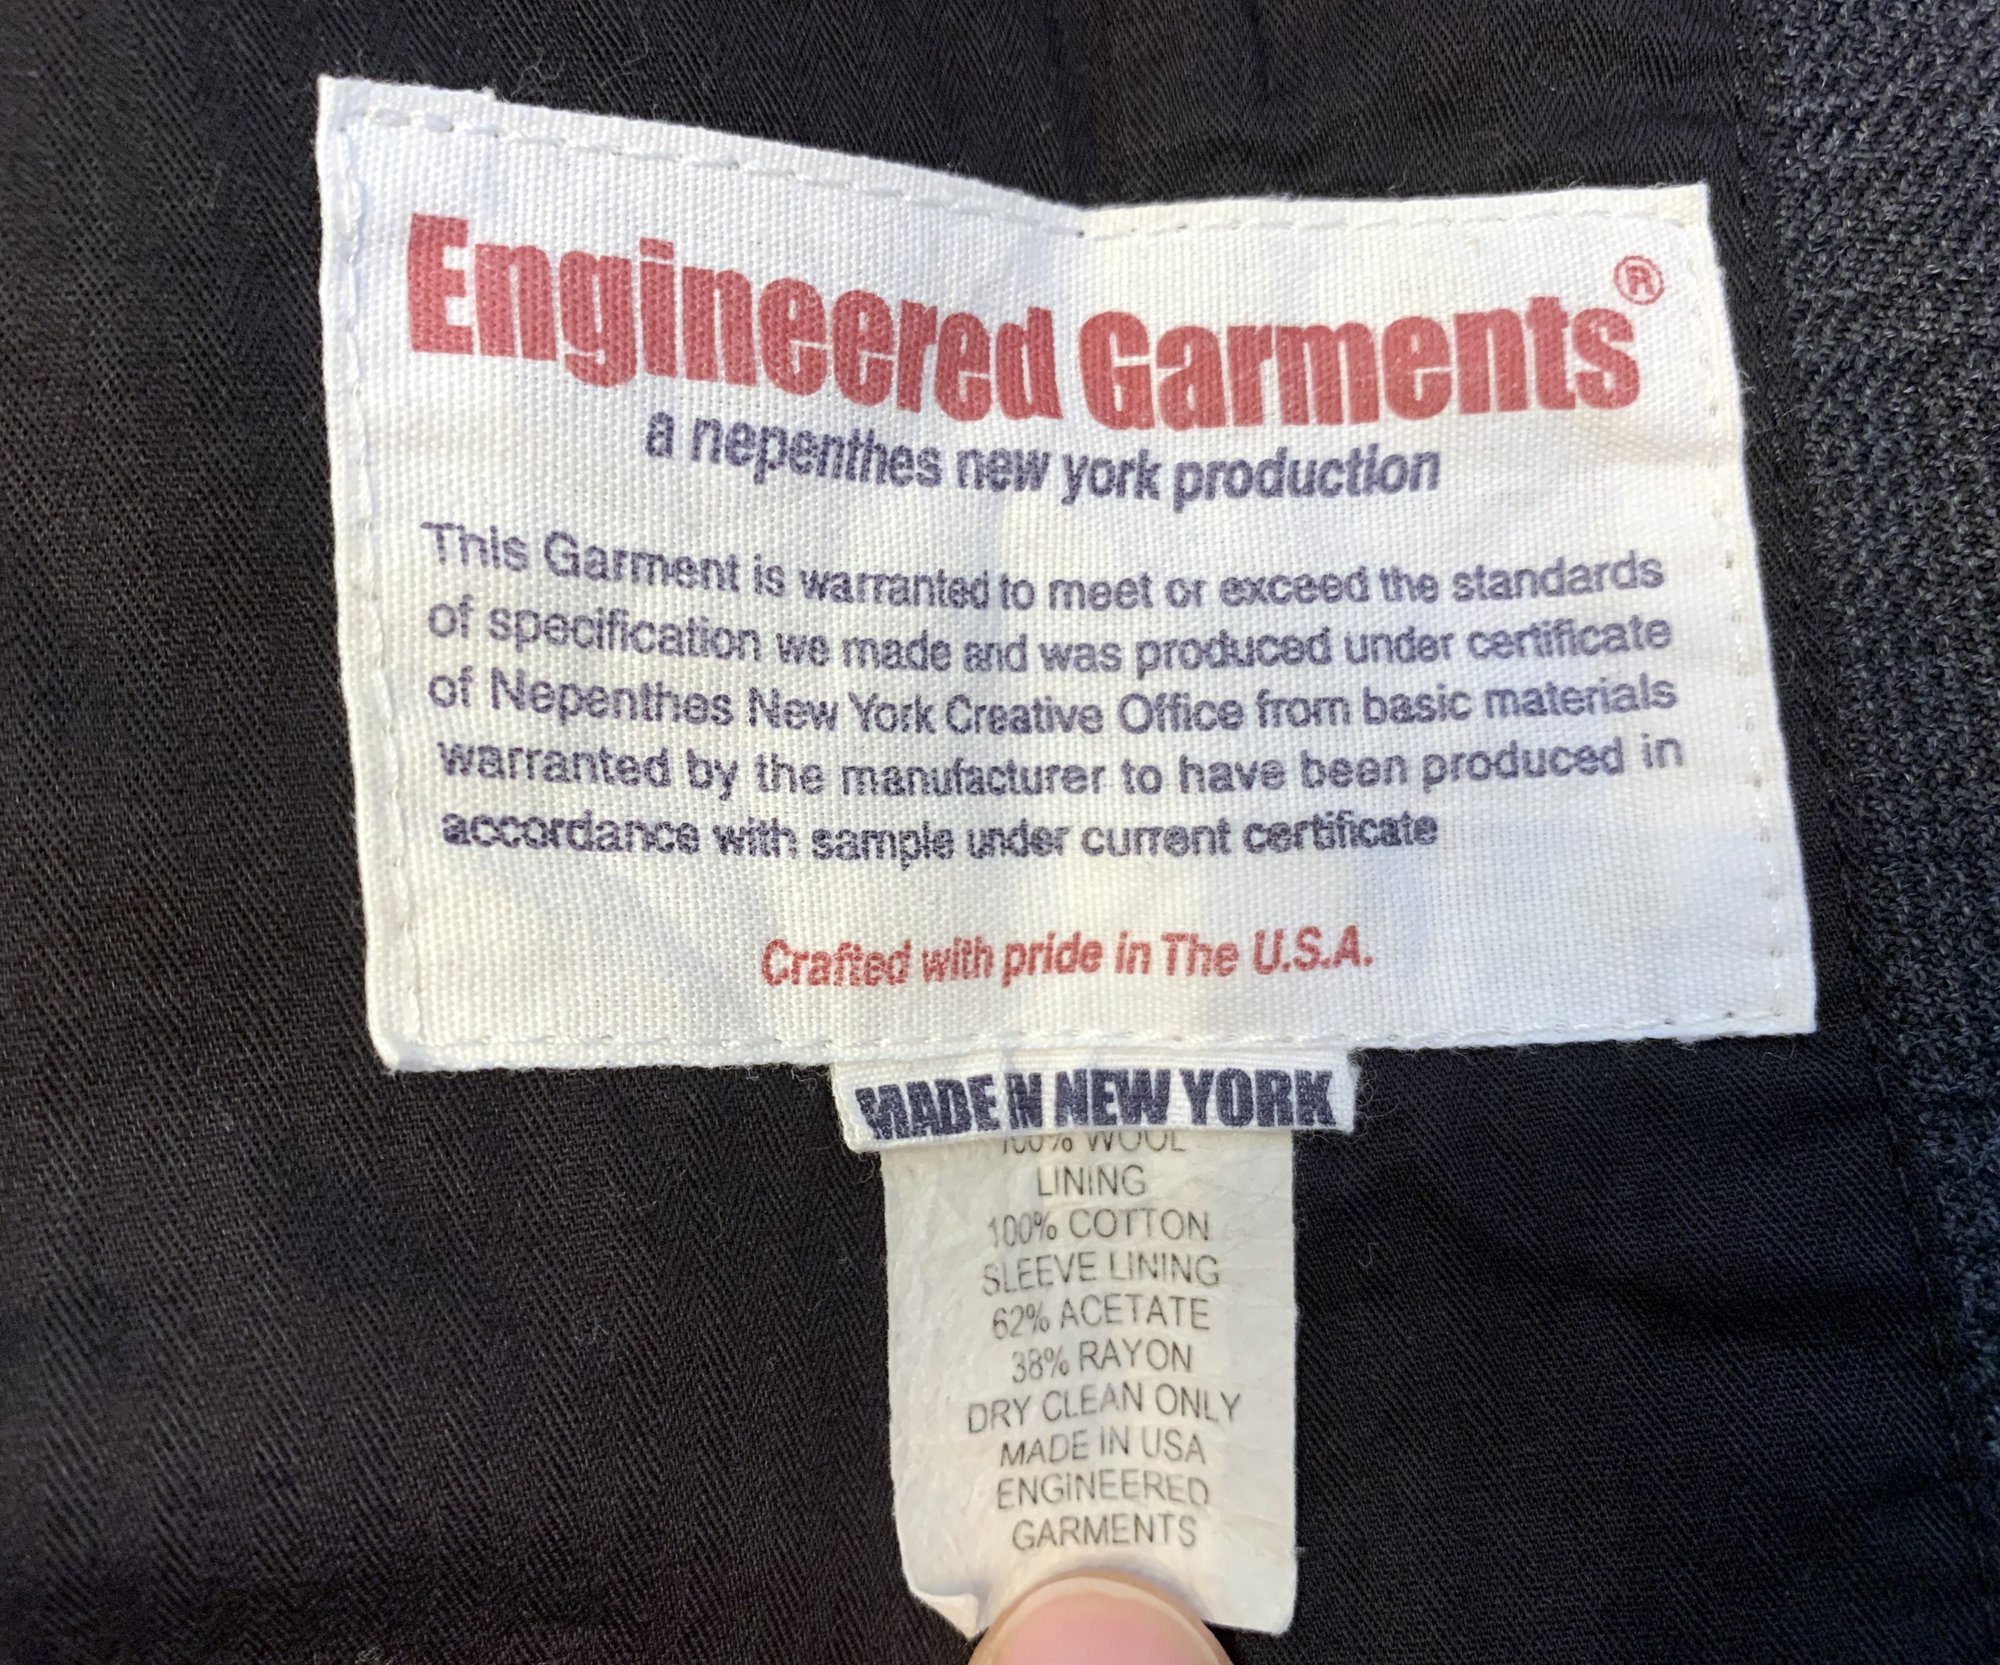 Engineered Garments®
a nepenthes new york production
This Garment is warranted to meet or exceed the standards
of specification we made and was produced under certificate
of Nepenthes New York Creative Office from basic materials
warranted by the manufacturer to have been produced in
accordance with sample under current certificate
Crafted with pride in The U.S.A.
MADE IN NEW YORK
100% WOOL
LINING
100% COTTON
SLEEVE LINING
62% ACETATE
38% RAYON
DRY CLEAN ONLY
MADE IN USA
ENGINEERED
GARMENTS